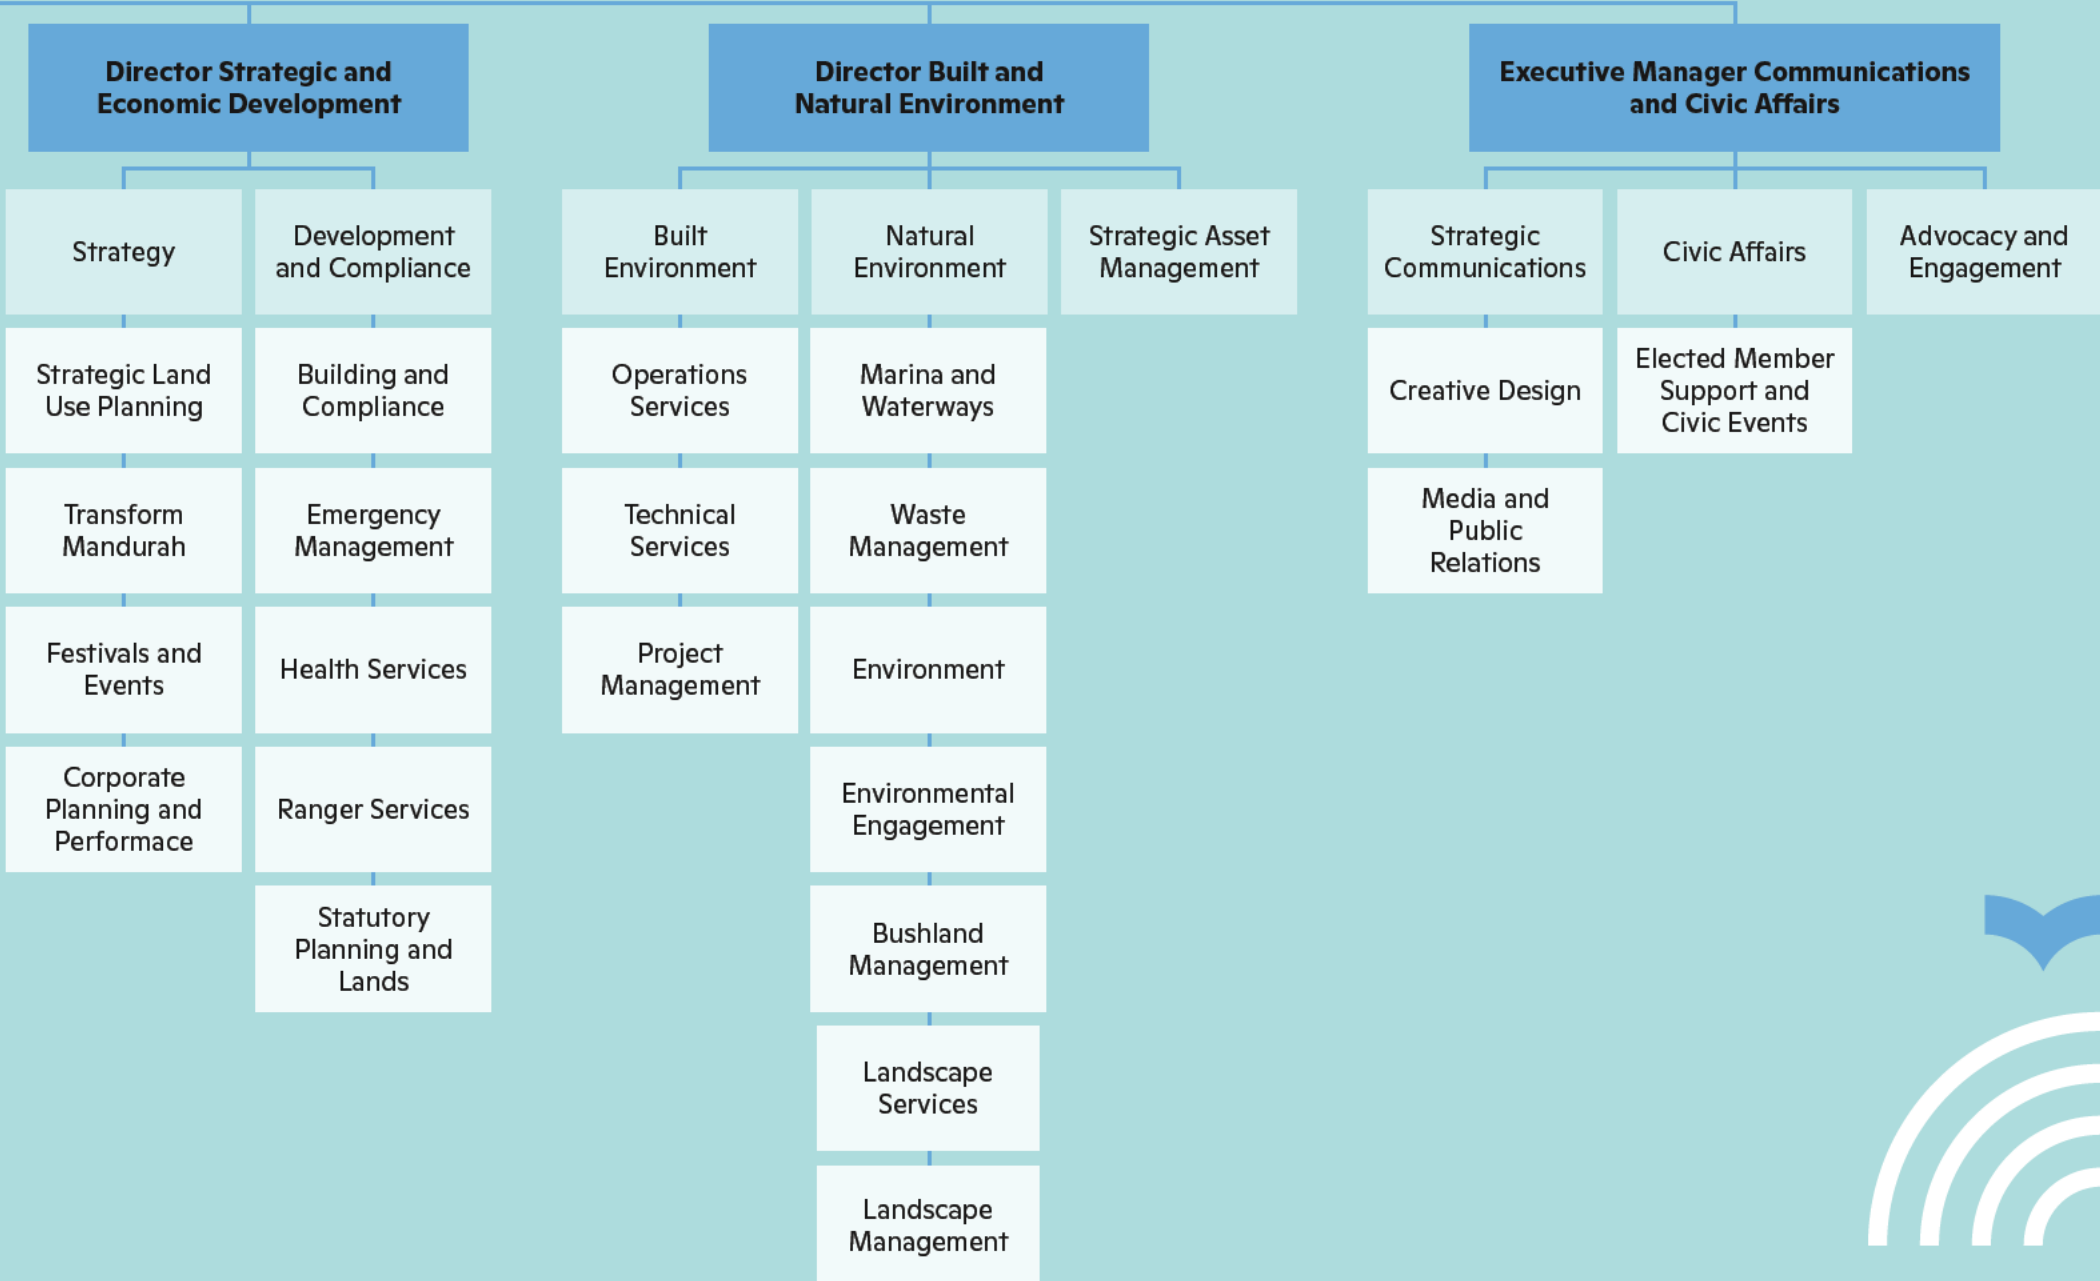 Director Strategic and
Economic Development
Director Built and
Natural Environment
Executive Manager Communications
and Civic Affairs
Strategy
Development
and Compliance
Built
Environment
Natural
Environment
Strategic Asset
Management
Strategic
Communications
Civic Affairs
Advocacy and
Engagement
Strategic Land
Use Planning
Building and
Compliance
Operations
Services
Marina and
Waterways
Creative Design
Elected Member
Support and
Civic Events
Transform
Mandurah
Emergency
Management
Technical
Services
Waste
Management
Media and
Public
Relations
Festivals and
Events
Health Services
Project
Management
Environment
Corporate
Planning and
Performace
Ranger Services
Environmental
Engagement
Statutory
Planning and
Lands
Bushland
Management
Landscape
Services
Landscape
Management